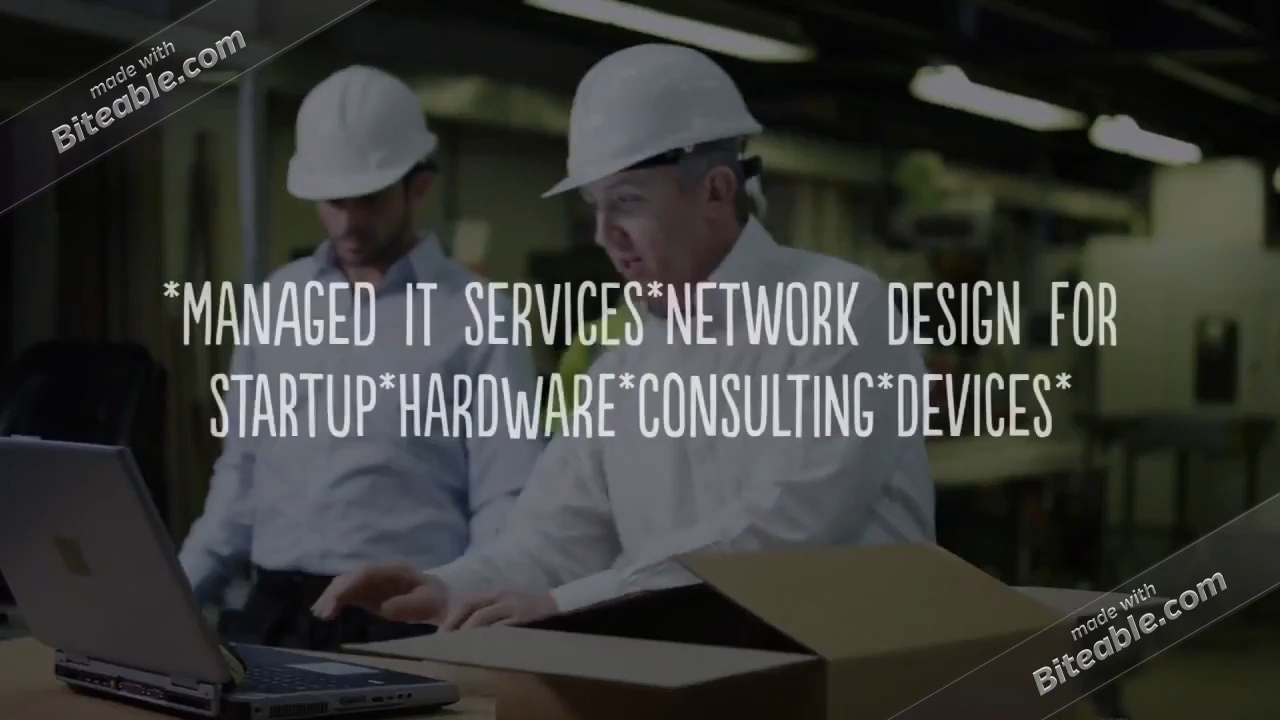 made with
Biteable.com
*MANAGED IT SERVICES*NETWORK DESIGN FOR
STARTUP*HARDWARE*CONSULTING*DEVICES*
made with
Biteable.com